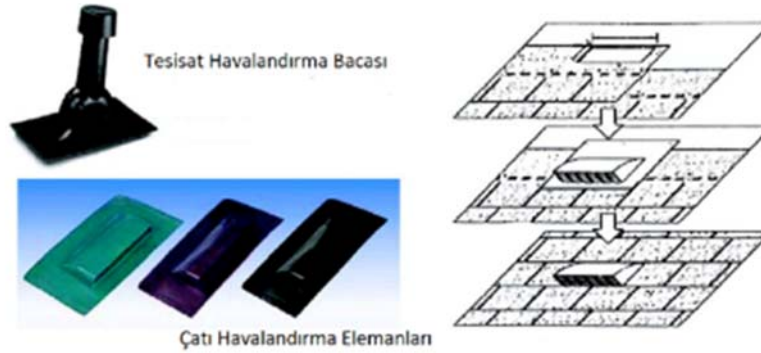 Tesisat Havalandırma Bacası
Çatı Havalandırma Elemanları